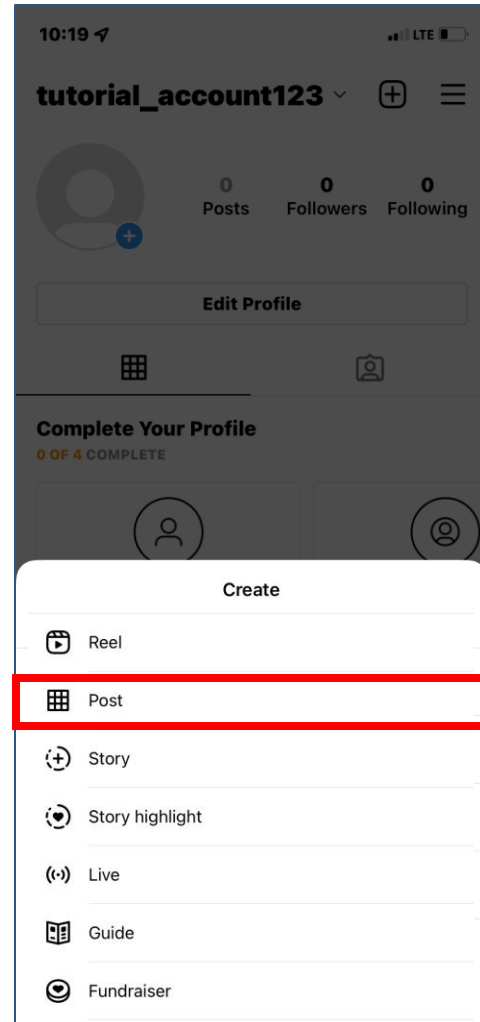 10:19 LTE
tutorial_account123
0 0 0
Posts Followers Following
Edit Profile
Complete Your Profile
0 OF 4 COMPLETE
Create
Reel
Post
Story
Story highlight
Live
Guide
Fundraiser